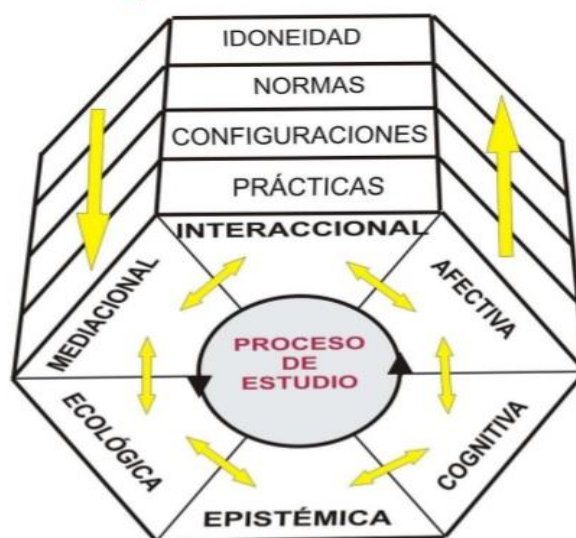 IDONEIDAD
NORMAS
CONFIGURACIONES
PRÁCTICAS
INTERACCIONAL
MEDIACIONAL
AFECTIVA
PROCESO
DE
ESTUDIO
ECOLÓGICA
COGNITIVA
EPISTÉMICA